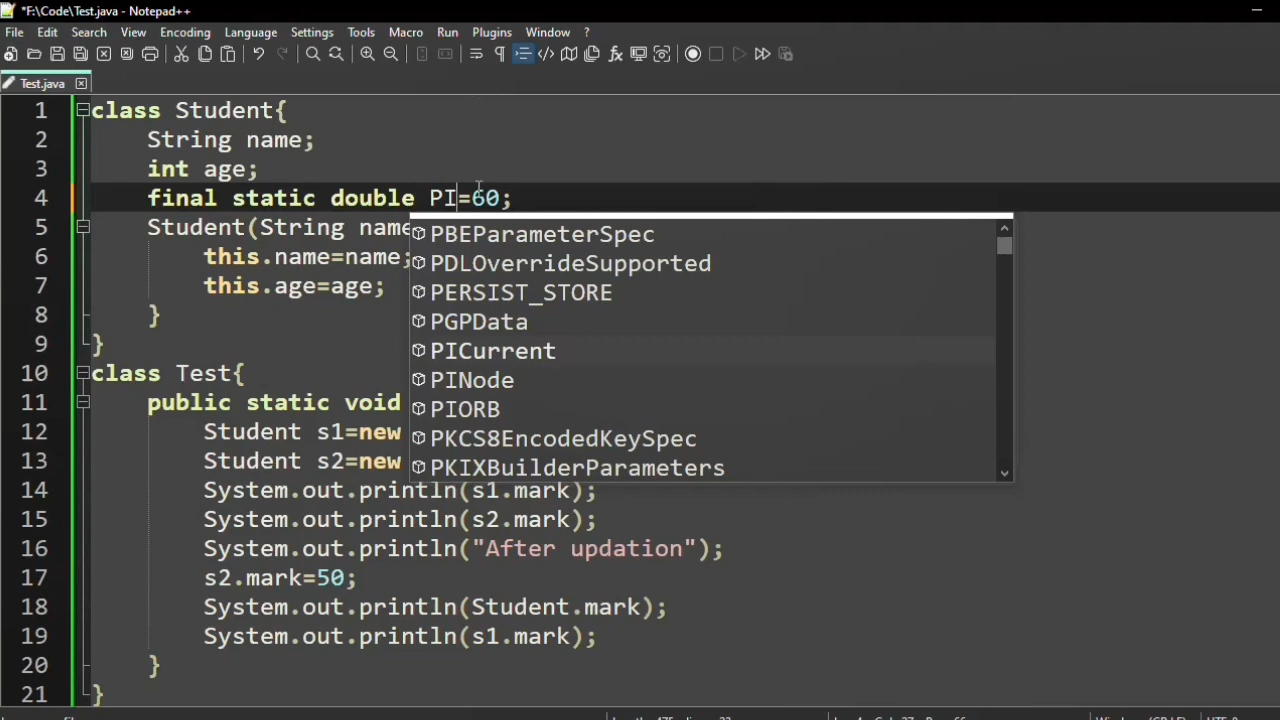 *F:\Code\Test.java - Notepad++
File Edit Search View Encoding Language Settings Tools Macro Run Plugins Window ?
Test.java
1 class Student{
2 String name;
3 int age;
4 final static double PI=60;
5 Student(String name
6 this.name=name;
7 this.age=age;
8 }
9 }
10 class Test{
11 public static void
12 Student s1=new
13 Student s2=new
14 System.out.println(s1.mark);
15 System.out.println(s2.mark);
16 System.out.println("After updation");
17 s2.mark=50;
18 System.out.println(Student.mark);
19 System.out.println(s1.mark);
20 }
21 }
PBEParameterSpec
PDLOverrideSupported
PERSIST_STORE
PGPData
PICurrent
PINode
PIORB
PKCS8EncodedKeySpec
PKIXBuilderParameters